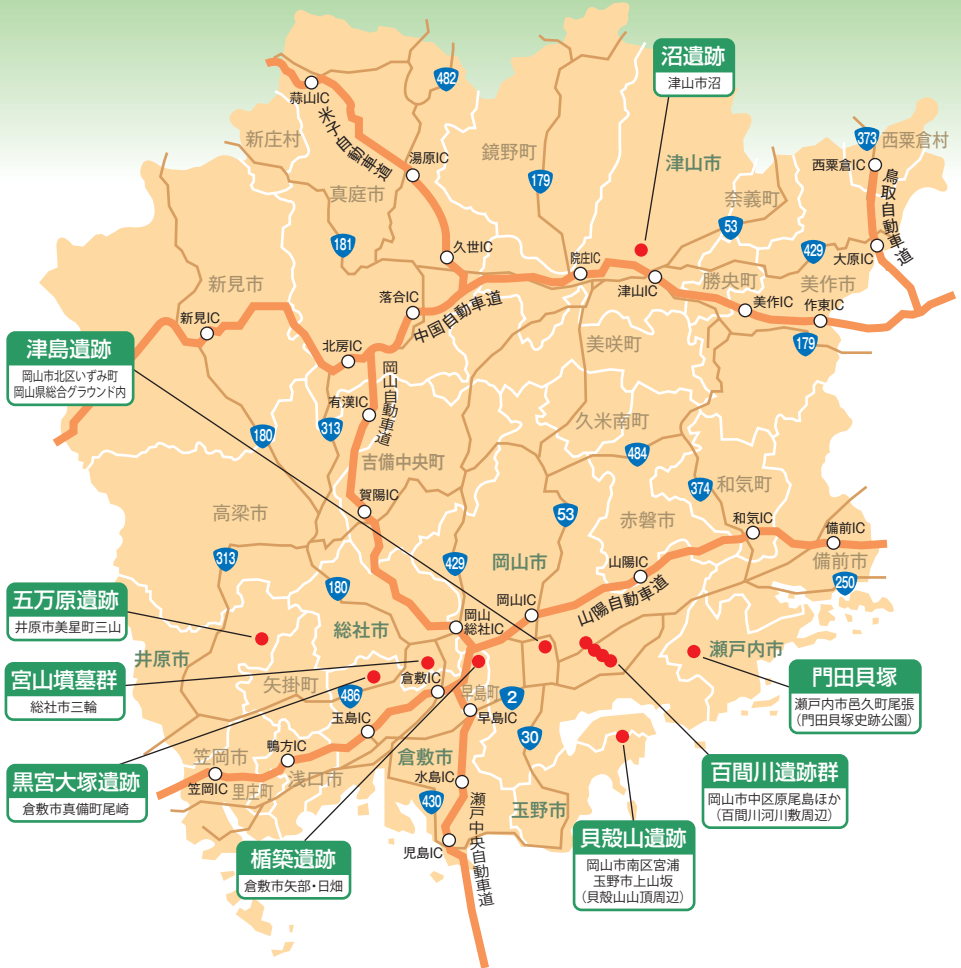 沼遺跡
津山市沼
482
蒜山IC
米子自動車道
新庄村
湯原IC
真庭市
鏡野町
179
津山市
373
西粟倉村
西粟倉IC
鳥取自動車道
奈義町
53
181
久世IC
429
大原IC
院庄IC
津山IC
勝央町
美作市
美作IC
作東IC
179
新見市
新見IC
落合IC
中国自動車道
北房IC
美咲町
津島遺跡
岡山市北区いずみ町
岡山県総合グラウンド内
岡山自動車道
有漢IC
313
180
久米南町
484
吉備中央町
374
和気町
賀陽IC
高梁市
53
赤磐市
和気IC
備前IC
備前市
250
313
429
岡山市
山陽IC
180
岡山IC
山陽自動車道
五万原遺跡
井原市美星町三山
総社市
岡山
総社IC
井原市
瀬戸内市
宮山墳墓群
総社市三輪
矢掛町
486
倉敷IC
早島町
2
早島IC
門田貝塚
瀬戸内市邑久町尾張
(門田貝塚史跡公園)
玉島IC
30
黒宮大塚遺跡
倉敷市真備町尾崎
笠岡市
鴨方IC
笠岡IC
里庄町
浅口市
倉敷市
水島IC
430
玉野市
百間川遺跡群
岡山市中区原尾島ほか
(百間川河川敷周辺)
楯築遺跡
倉敷市矢部・日畑
児島IC
瀬戸中央自動車道
貝殻山遺跡
岡山市南区宮浦
玉野市上山坂
(貝殻山山頂周辺)